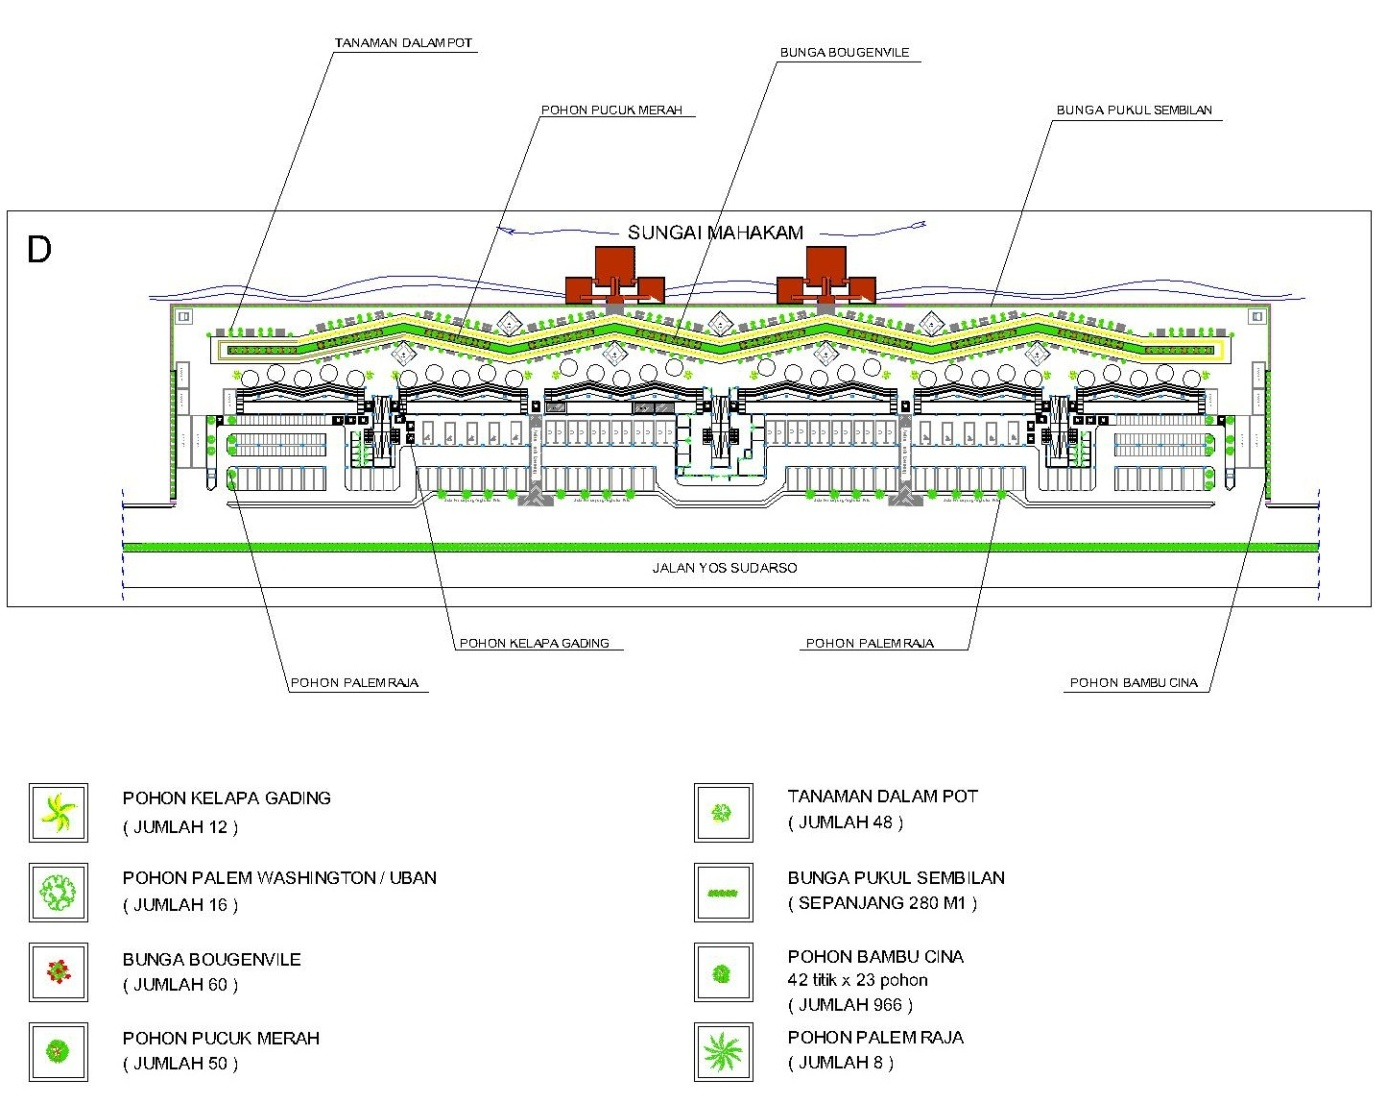 TANAMAN DALAM POT
BUNGA BOUGENVILE
POHON PUCUK MERAH
BUNGA PUKUL SEMBILAN
D
SUNGAI MAHAKAM
JALAN YOS SUDARSO
POHON KELAPA GADING
POHON PALEM RAJA
POHON PALEM RAJA
POHON BAMBU CINA
POHON KELAPA GADING
( JUMLAH 12 )
POHON PALEM WASHINGTON / UBAN
( JUMLAH 16 )
BUNGA BOUGENVILE
( JUMLAH 60 )
POHON PUCUK MERAH
( JUMLAH 50 )
TANAMAN DALAM POT
( JUMLAH 48 )
BUNGA PUKUL SEMBILAN
( SEPANJANG 280 M1 )
POHON BAMBU CINA
42 titik x 23 pohon
( JUMLAH 966 )
POHON PALEM RAJA
( JUMLAH 8 )